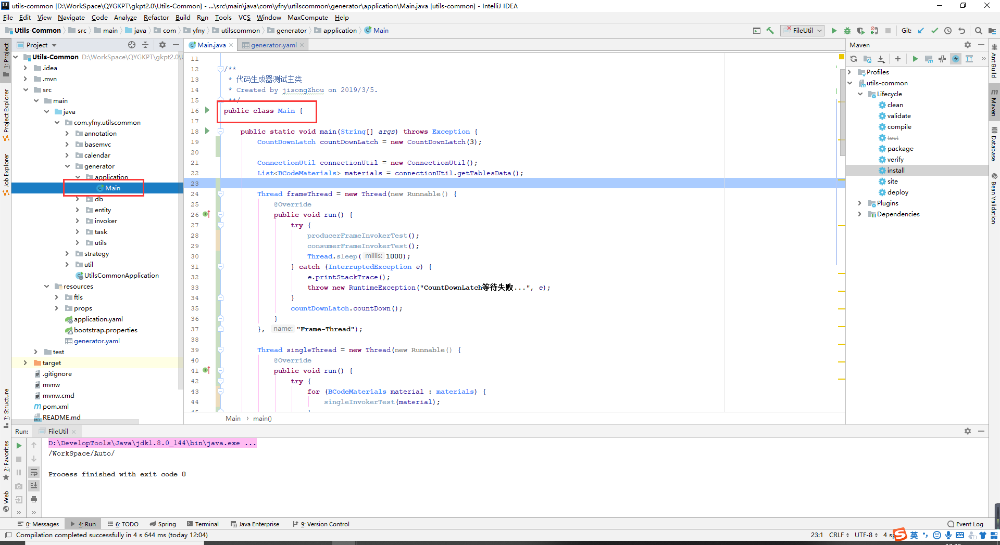 utils-common [D:\WorkSpace\QYGKPT\gkpt2.0\Utils-Common] - ...\src\main\java\com\yfny\utilscommon\generator\application\Main.java [utils-common] - IntelliJ IDEA
File Edit View Navigate Code Analyze Refactor Build Run Tools VCS Window MaxCompute Help
Utils-Common src main java com yfny utilscommon generator application Main
FileUtil Git:
Project
Utils-Common D:\WorkSpace\QYGKPT\gkpt2.0\U
.idea
.mvn
src
main
java
com.yfny.utilscommon
annotation
basemvc
calendar
generator
application
Main
db
entity
invoker
task
utils
strategy
util
UtilsCommonApplication
resources
ftls
props
application.yaml
bootstrap.properties
generator.yaml
test
target
.gitignore
mvnw
mvnw.cmd
pom.xml
README.md
1: Project
Project Explorer
Job Explorer
7: Structure
2: Favorites
Web
Main.java generator.yaml
11
12 /**
13 * 代码生成器测试主类
14 * Created by jisongZhou on 2019/3/5.
15 **/
16 public class Main {
17
18 public static void main(String[] args) throws Exception {
19 CountDownLatch countDownLatch = new CountDownLatch(3);
20
21 ConnectionUtil connectionUtil = new ConnectionUtil();
22 List<BCodeMaterials> materials = connectionUtil.getTablesData();
23
24 Thread frameThread = new Thread(new Runnable() {
25 @Override
26 public void run() {
27 try {
28 producerFrameInvokerTest();
29 consumerFrameInvokerTest();
30 Thread.sleep( millis: 1000);
31 } catch (InterruptedException e) {
32 e.printStackTrace();
33 throw new RuntimeException("CountDownLatch等待失败...", e);
34 }
35 countDownLatch.countDown();
36 }
37 }, name: "Frame-Thread");
38
39 Thread singleThread = new Thread(new Runnable() {
40 @Override
41 public void run() {
42 try {
43 for (BCodeMaterials material : materials) {
44 singleInvokerTest(material);
45 }
Main › main()
Maven
Profiles
utils-common
Lifecycle
clean
validate
compile
test
package
verify
install
site
deploy
Plugins
Dependencies
Ant Build
Maven
Database
Bean Validation
Run: FileUtil
D:\DevelopTools\Java\jdk1.8.0_144\bin\java.exe ...
/WorkSpace/Auto/
Process finished with exit code 0
0: Messages 4: Run 6: TODO Spring Terminal Java Enterprise 9: Version Control Event Log
Compilation completed successfully in 4 s 644 ms (today 12:04) 23:1 CRLF UTF-8 4 sp 英